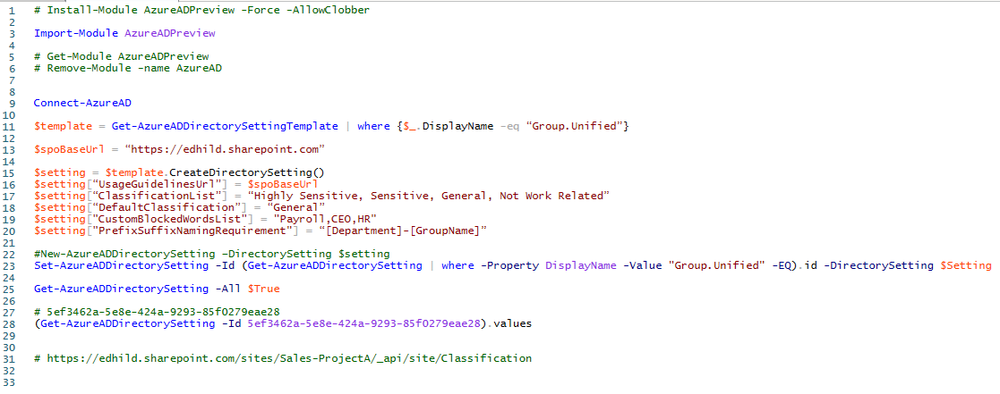 1 # Install-Module AzureADPreview -Force -AllowClobber
2
3 Import-Module AzureADPreview
4
5 # Get-Module AzureADPreview
6 # Remove-Module -name AzureAD
7
8
9 Connect-AzureAD
10
11 $template = Get-AzureADDirectorySettingTemplate | where {$_.DisplayName -eq “Group.Unified”}
12
13 $spoBaseUrl = “https://edhild.sharepoint.com”
14
15 $setting = $template.CreateDirectorySetting()
16 $setting[“UsageGuidelinesUrl”] = $spoBaseUrl
17 $setting[“ClassificationList”] = “Highly Sensitive, Sensitive, General, Not Work Related”
18 $setting[“DefaultClassification”] = “General”
19 $setting["CustomBlockedWordsList"] = "Payroll,CEO,HR"
20 $setting["PrefixSuffixNamingRequirement"] = “[Department]-[GroupName]”
21
22 #New-AzureADDirectorySetting –DirectorySetting $setting
23 Set-AzureADDirectorySetting -Id (Get-AzureADDirectorySetting | where -Property DisplayName -Value "Group.Unified" -EQ).id -DirectorySetting $Setting
24
25 Get-AzureADDirectorySetting -All $True
26
27 # 5ef3462a-5e8e-424a-9293-85f0279eae28
28 (Get-AzureADDirectorySetting -Id 5ef3462a-5e8e-424a-9293-85f0279eae28).values
29
30
31 # https://edhild.sharepoint.com/sites/Sales-ProjectA/_api/site/Classification
32
33